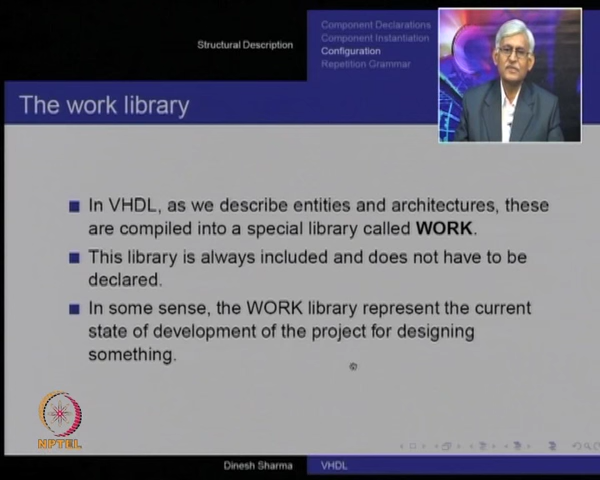 Structural Description
Component Declarations
Component Instantiation
Configuration
Repetition Grammar
The work library
In VHDL, as we describe entities and architectures, these
are compiled into a special library called WORK.
This library is always included and does not have to be
declared.
In some sense, the WORK library represent the current
state of development of the project for designing
something.
NPTEL
Dinesh Sharma
VHDL